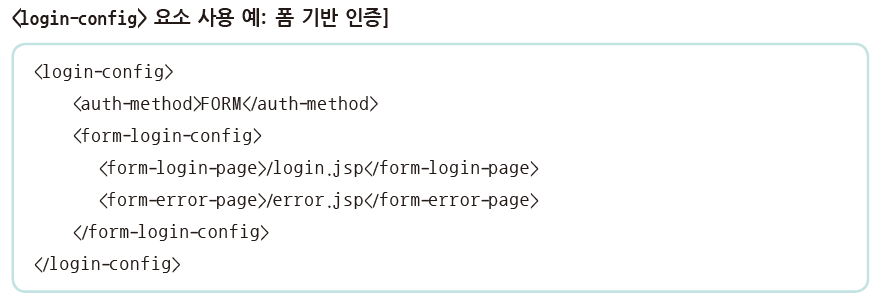 <login-config> 요소 사용 예: 폼 기반 인증]
<login-config>
<auth-method>FORM</auth-method>
<form-login-config>
<form-login-page>/login.jsp</form-login-page>
<form-error-page>/error.jsp</form-error-page>
</form-login-config>
</login-config>